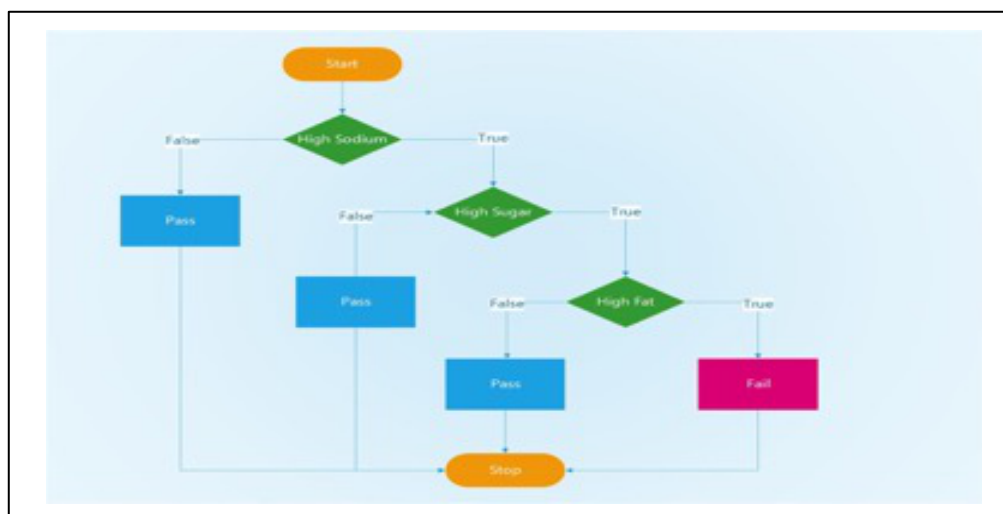 Start
High Sodium
False
True
Pass
High Sugar
False
True
Pass
High Fat
False
True
Pass
Fail
Stop